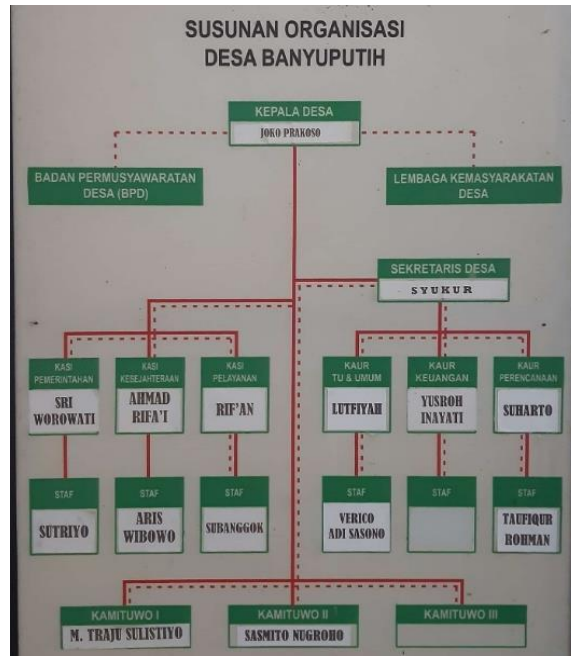 SUSUNAN ORGANISASI
DESA BANYUPUTIH
KEPALA DESA
JOKO PRAKOSO
BADAN PERMUSYAWARATAN
DESA (BPD)
LEMBAGA KEMASYARAKATAN
DESA
SEKRETARIS DESA
SYUKUR
KASI
PEMERINTAHAN
SRI
WOROWATI
KASI
KESEJAHTERAAN
AHMAD
RIFA'I
KASI
PELAYANAN
RIF'AN
KAUR
TU & UMUM
LUTFIYAH
KAUR
KEUANGAN
YUSROH
INAYATI
KAUR
PERENCANAAN
SUHARTO
STAF
SUTRIYO
STAF
ARIS
WIBOWO
STAF
SUBANGGOK
STAF
VERICO
ADI SASONO
STAF
STAF
TAUFIQUR
ROHMAN
KAMITUWO I
M. TRAJU SULISTIYO
KAMITUWO II
SASMITO NUGROHO
KAMITUWO III